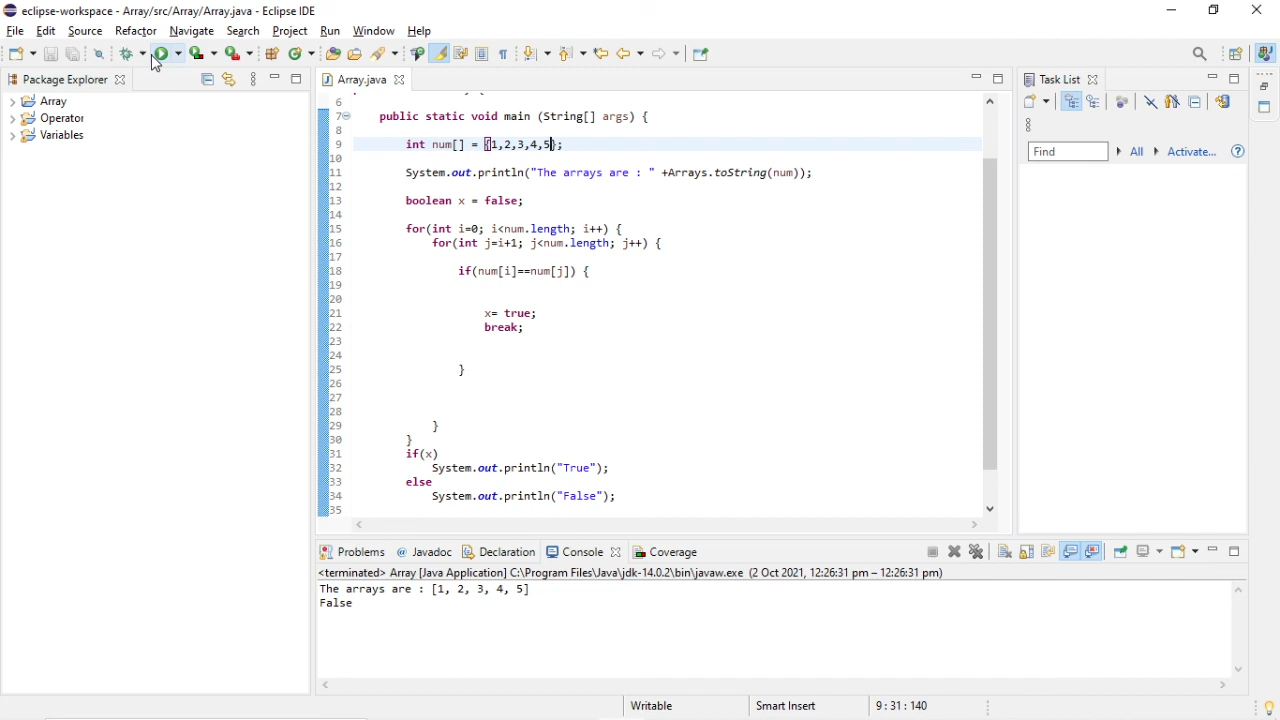 eclipse-workspace - Array/src/Array/Array.java - Eclipse IDE
File Edit Source Refactor Navigate Search Project Run Window Help
Package Explorer
Array.java
Task List
Array
Operator
Variables
Find All Activate...
6
7 public static void main (String[] args) {
8
9 int num[] = {1,2,3,4,5};
10
11 System.out.println("The arrays are : " +Arrays.toString(num));
12
13 boolean x = false;
14
15 for(int i=0; i<num.length; i++) {
16 for(int j=i+1; j<num.length; j++) {
17
18 if(num[i]==num[j]) {
19
20
21 x= true;
22 break;
23
24
25 }
26
27
28
29 }
30 }
31 if(x)
32 System.out.println("True");
33 else
34 System.out.println("False");
35
Problems @ Javadoc Declaration Console Coverage
<terminated> Array [Java Application] C:\Program Files\Java\jdk-14.0.2\bin\javaw.exe (2 Oct 2021, 12:26:31 pm – 12:26:31 pm)
The arrays are : [1, 2, 3, 4, 5]
False
Writable Smart Insert 9 : 31 : 140